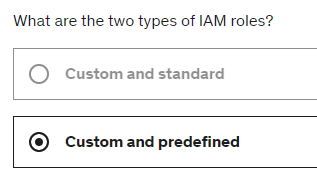 What are the two types of IAM roles?
Custom and standard
Custom and predefined